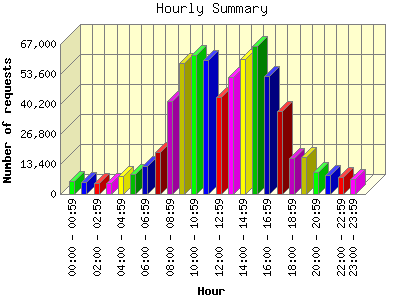 Hourly Summary
Number of requests
67,000
53,600
40,200
26,800
13,400
0
00:00 - 00:59
02:00 - 02:59
04:00 - 04:59
06:00 - 06:59
08:00 - 08:59
10:00 - 10:59
12:00 - 12:59
14:00 - 14:59
16:00 - 16:59
18:00 - 18:59
20:00 - 20:59
22:00 - 22:59
23:00 - 23:59
Hour